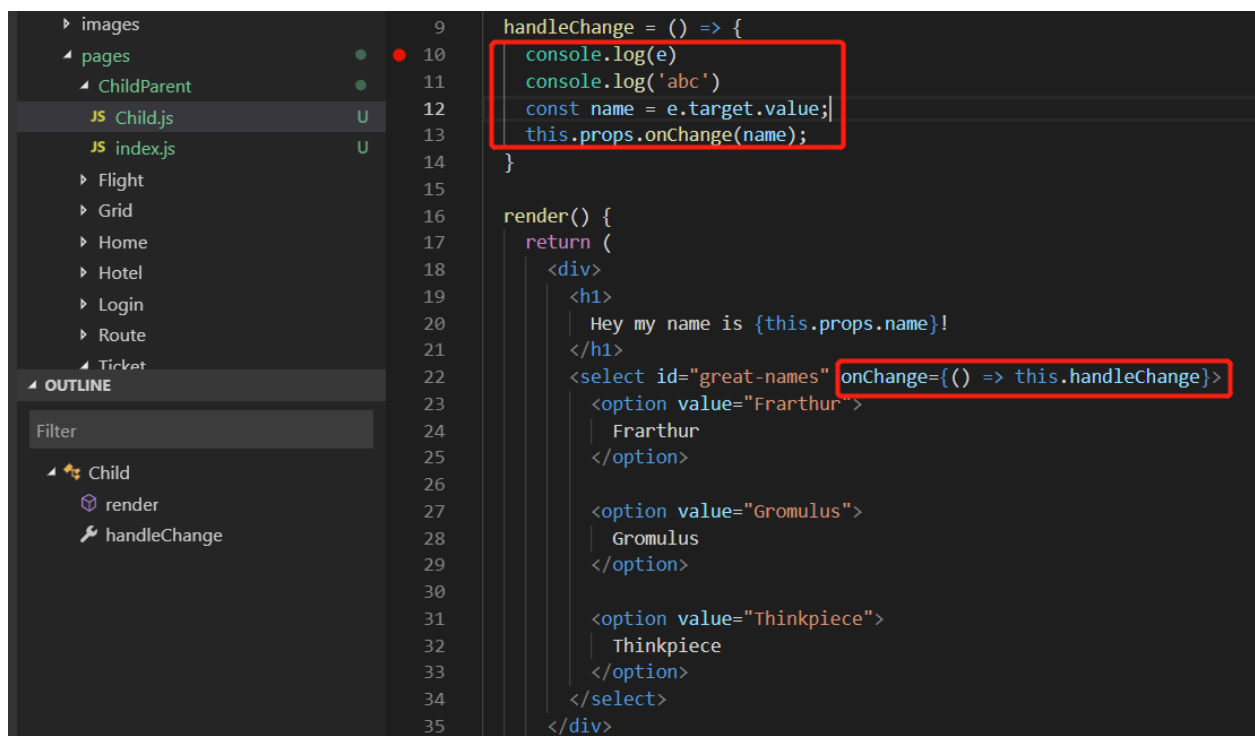 images
pages
ChildParent
JS Child.js U
JS index.js U
Flight
Grid
Home
Hotel
Login
Route
Ticket
OUTLINE
Filter
Child
render
handleChange
9 handleChange = () => {
10 console.log(e)
11 console.log('abc')
12 const name = e.target.value;
13 this.props.onChange(name);
14 }
15
16 render() {
17 return (
18 <div>
19 <h1>
20 Hey my name is {this.props.name}!
21 </h1>
22 <select id="great-names" onChange={() => this.handleChange}>
23 <option value="Frarthur">
24 Frarthur
25 </option>
26
27 <option value="Gromulus">
28 Gromulus
29 </option>
30
31 <option value="Thinkpiece">
32 Thinkpiece
33 </option>
34 </select>
35 </div>